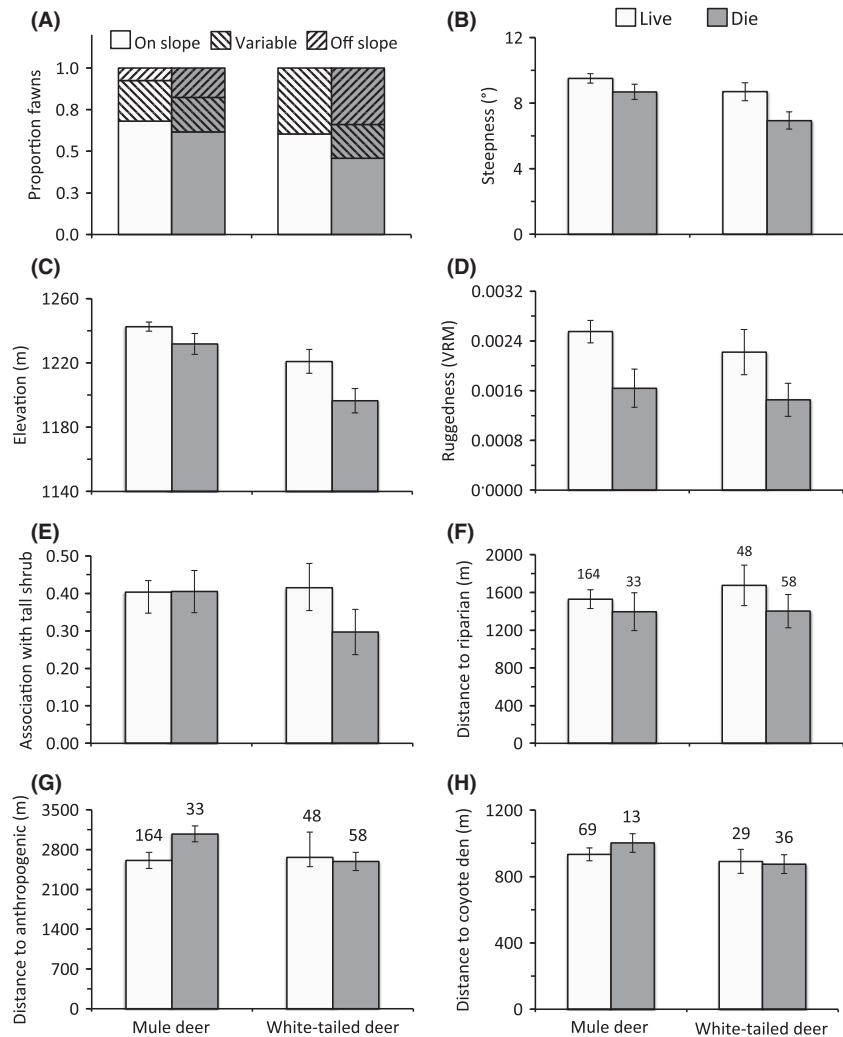 (A)
On slope Variable Off slope
Proportion fawns
1.0
0.8
0.5
0.3
0.0
(B)
Live Die
Steepness (°)
12
8
4
0
(C)
Elevation (m)
1260
1220
1180
1140
(D)
Ruggedness (VRM)
0.0032
0.0024
0.0016
0.0008
0.0000
(E)
Association with tall shrub
0.50
0.40
0.30
0.20
0.10
0.00
(F)
Distance to riparian (m)
2000
1600
1200
800
400
0
164 33 48 58
(G)
Distance to anthropogenic (m)
3500
2800
2100
1400
700
0
164 33 48 58
Mule deer White-tailed deer
(H)
Distance to coyote den (m)
1200
800
400
0
69 13 29 36
Mule deer White-tailed deer